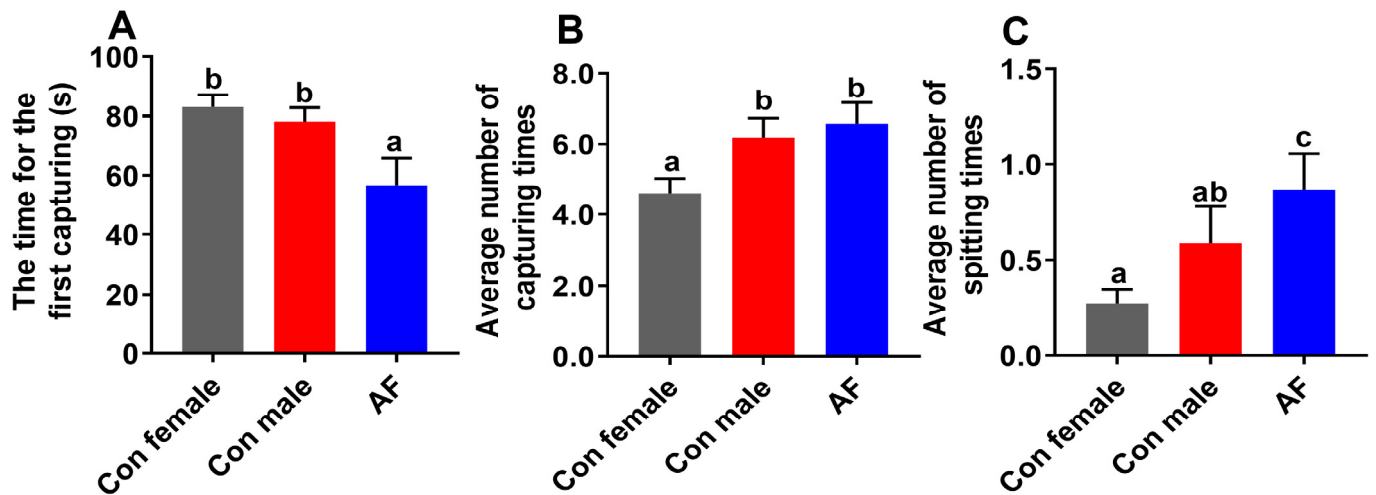 A
The time for the
first capturing (s)
100
80
60
40
20
0
b
b
a
Con female
Con male
AF
B
Average number of
capturing times
8.0
6.0
4.0
2.0
0.0
a
b
b
Con female
Con male
AF
C
Average number of
spitting times
1.5
1.0
0.5
0.0
a
ab
c
Con female
Con male
AF